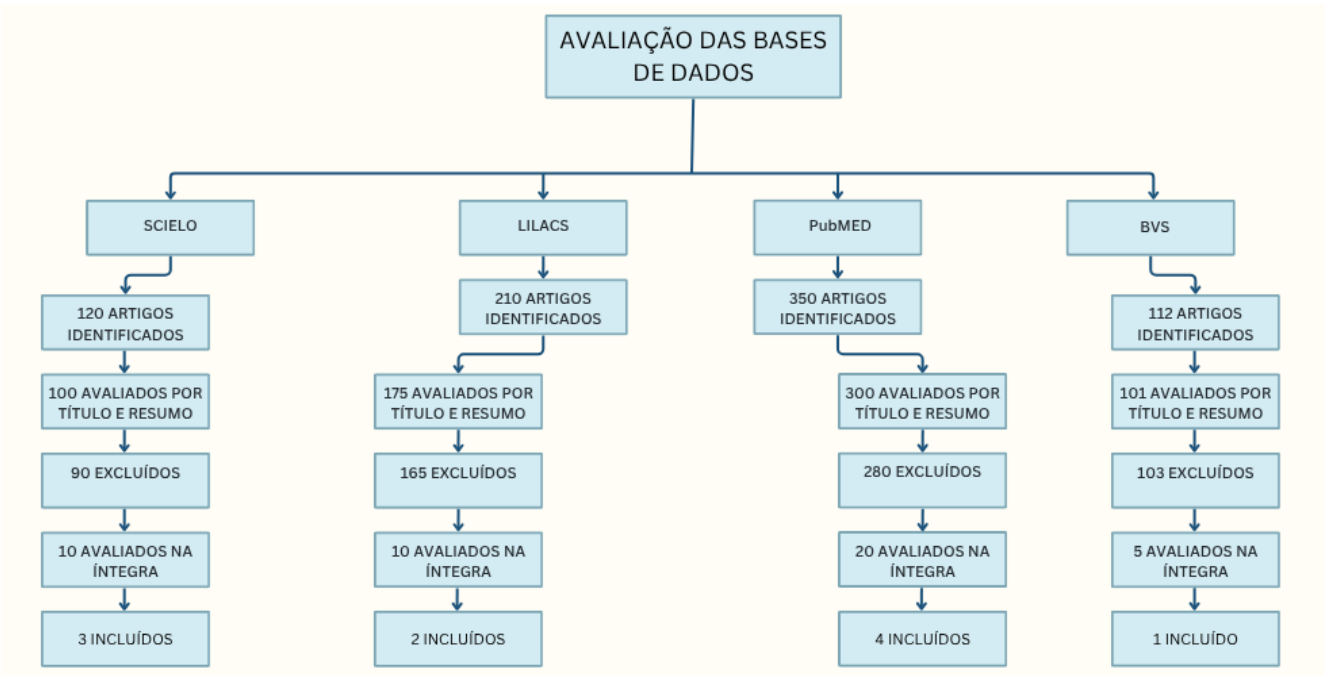 AVALIAÇÃO DAS BASES
DE DADOS
SCIELO
120 ARTIGOS
IDENTIFICADOS
100 AVALIADOS POR
TÍTULO E RESUMO
90 EXCLUÍDOS
10 AVALIADOS NA
ÍNTEGRA
3 INCLUÍDOS
LILACS
210 ARTIGOS
IDENTIFICADOS
175 AVALIADOS POR
TÍTULO E RESUMO
165 EXCLUÍDOS
10 AVALIADOS NA
ÍNTEGRA
2 INCLUÍDOS
PubMED
350 ARTIGOS
IDENTIFICADOS
300 AVALIADOS POR
TÍTULO E RESUMO
280 EXCLUÍDOS
20 AVALIADOS NA
ÍNTEGRA
4 INCLUÍDOS
BVS
112 ARTIGOS
IDENTIFICADOS
101 AVALIADOS POR
TÍTULO E RESUMO
103 EXCLUÍDOS
5 AVALIADOS NA
ÍNTEGRA
1 INCLUÍDO